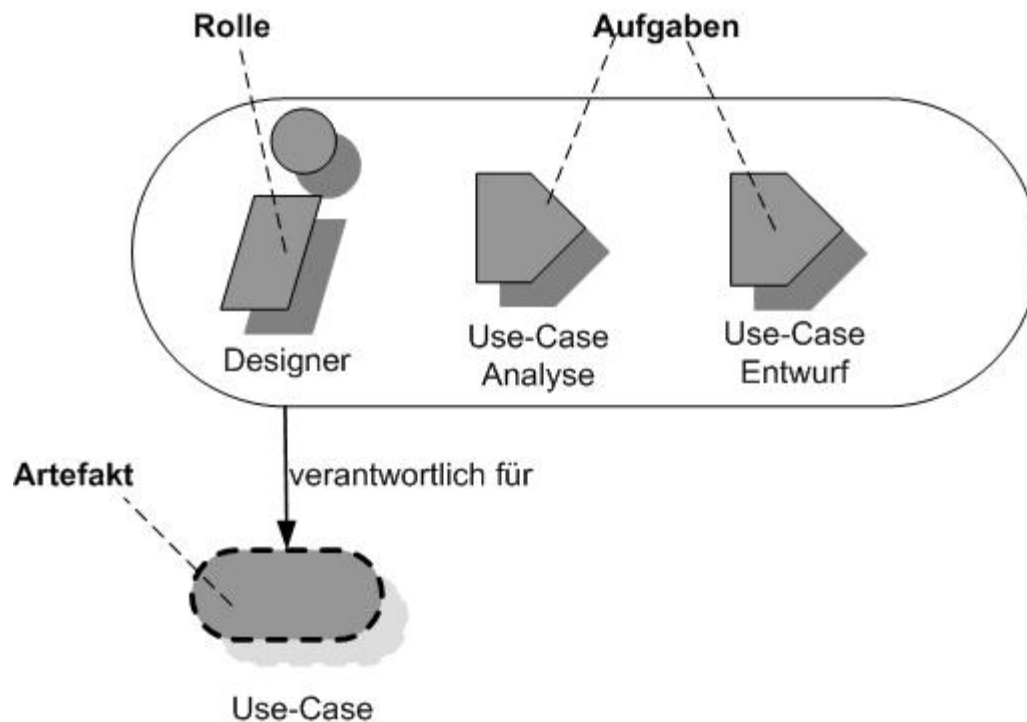 Rolle
Aufgaben
Designer
Use-Case
Analyse
Use-Case
Entwurf
Artefakt
verantwortlich für
Use-Case